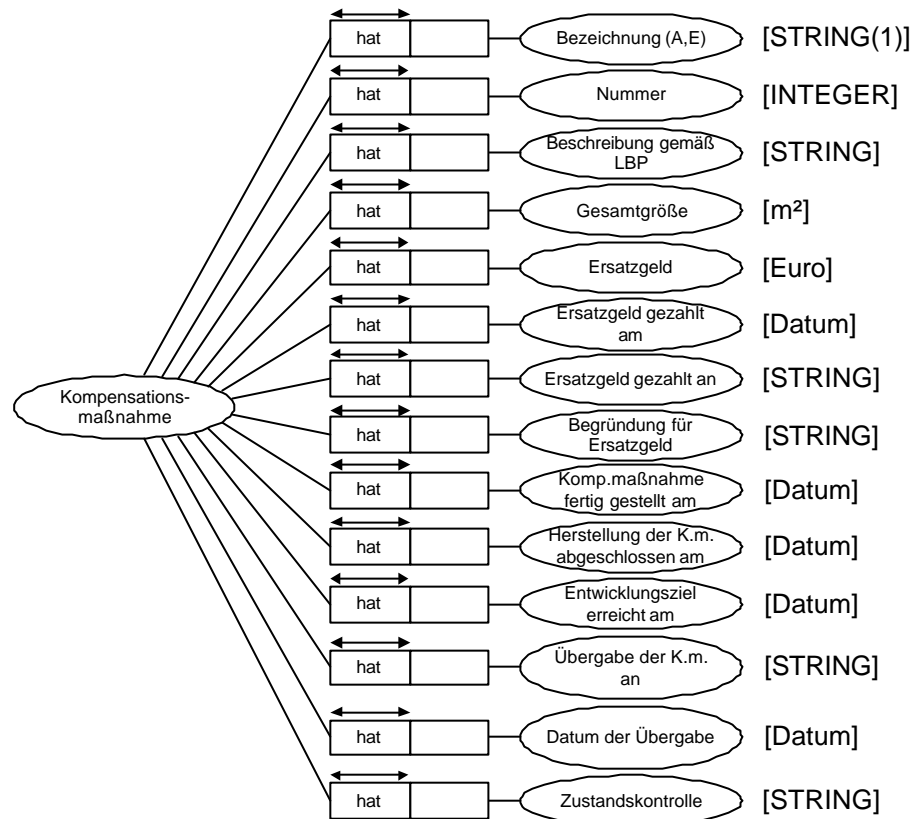 hat
Bezeichnung (A,E)
[STRING(1)]
hat
Nummer
[INTEGER]
hat
Beschreibung gemäß
LBP
[STRING]
hat
Gesamtgröße
[m²]
hat
Ersatzgeld
[Euro]
hat
Ersatzgeld gezahlt
am
[Datum]
hat
Ersatzgeld gezahlt an
[STRING]
Kompensations-
maßnahme
hat
Begründung für
Ersatzgeld
[STRING]
hat
Komp.maßnahme
fertig gestellt am
[Datum]
hat
Herstellung der K.m.
abgeschlossen am
[Datum]
hat
Entwicklungsziel
erreicht am
[Datum]
hat
Übergabe der K.m.
an
[STRING]
hat
Datum der Übergabe
[Datum]
hat
Zustandskontrolle
[STRING]